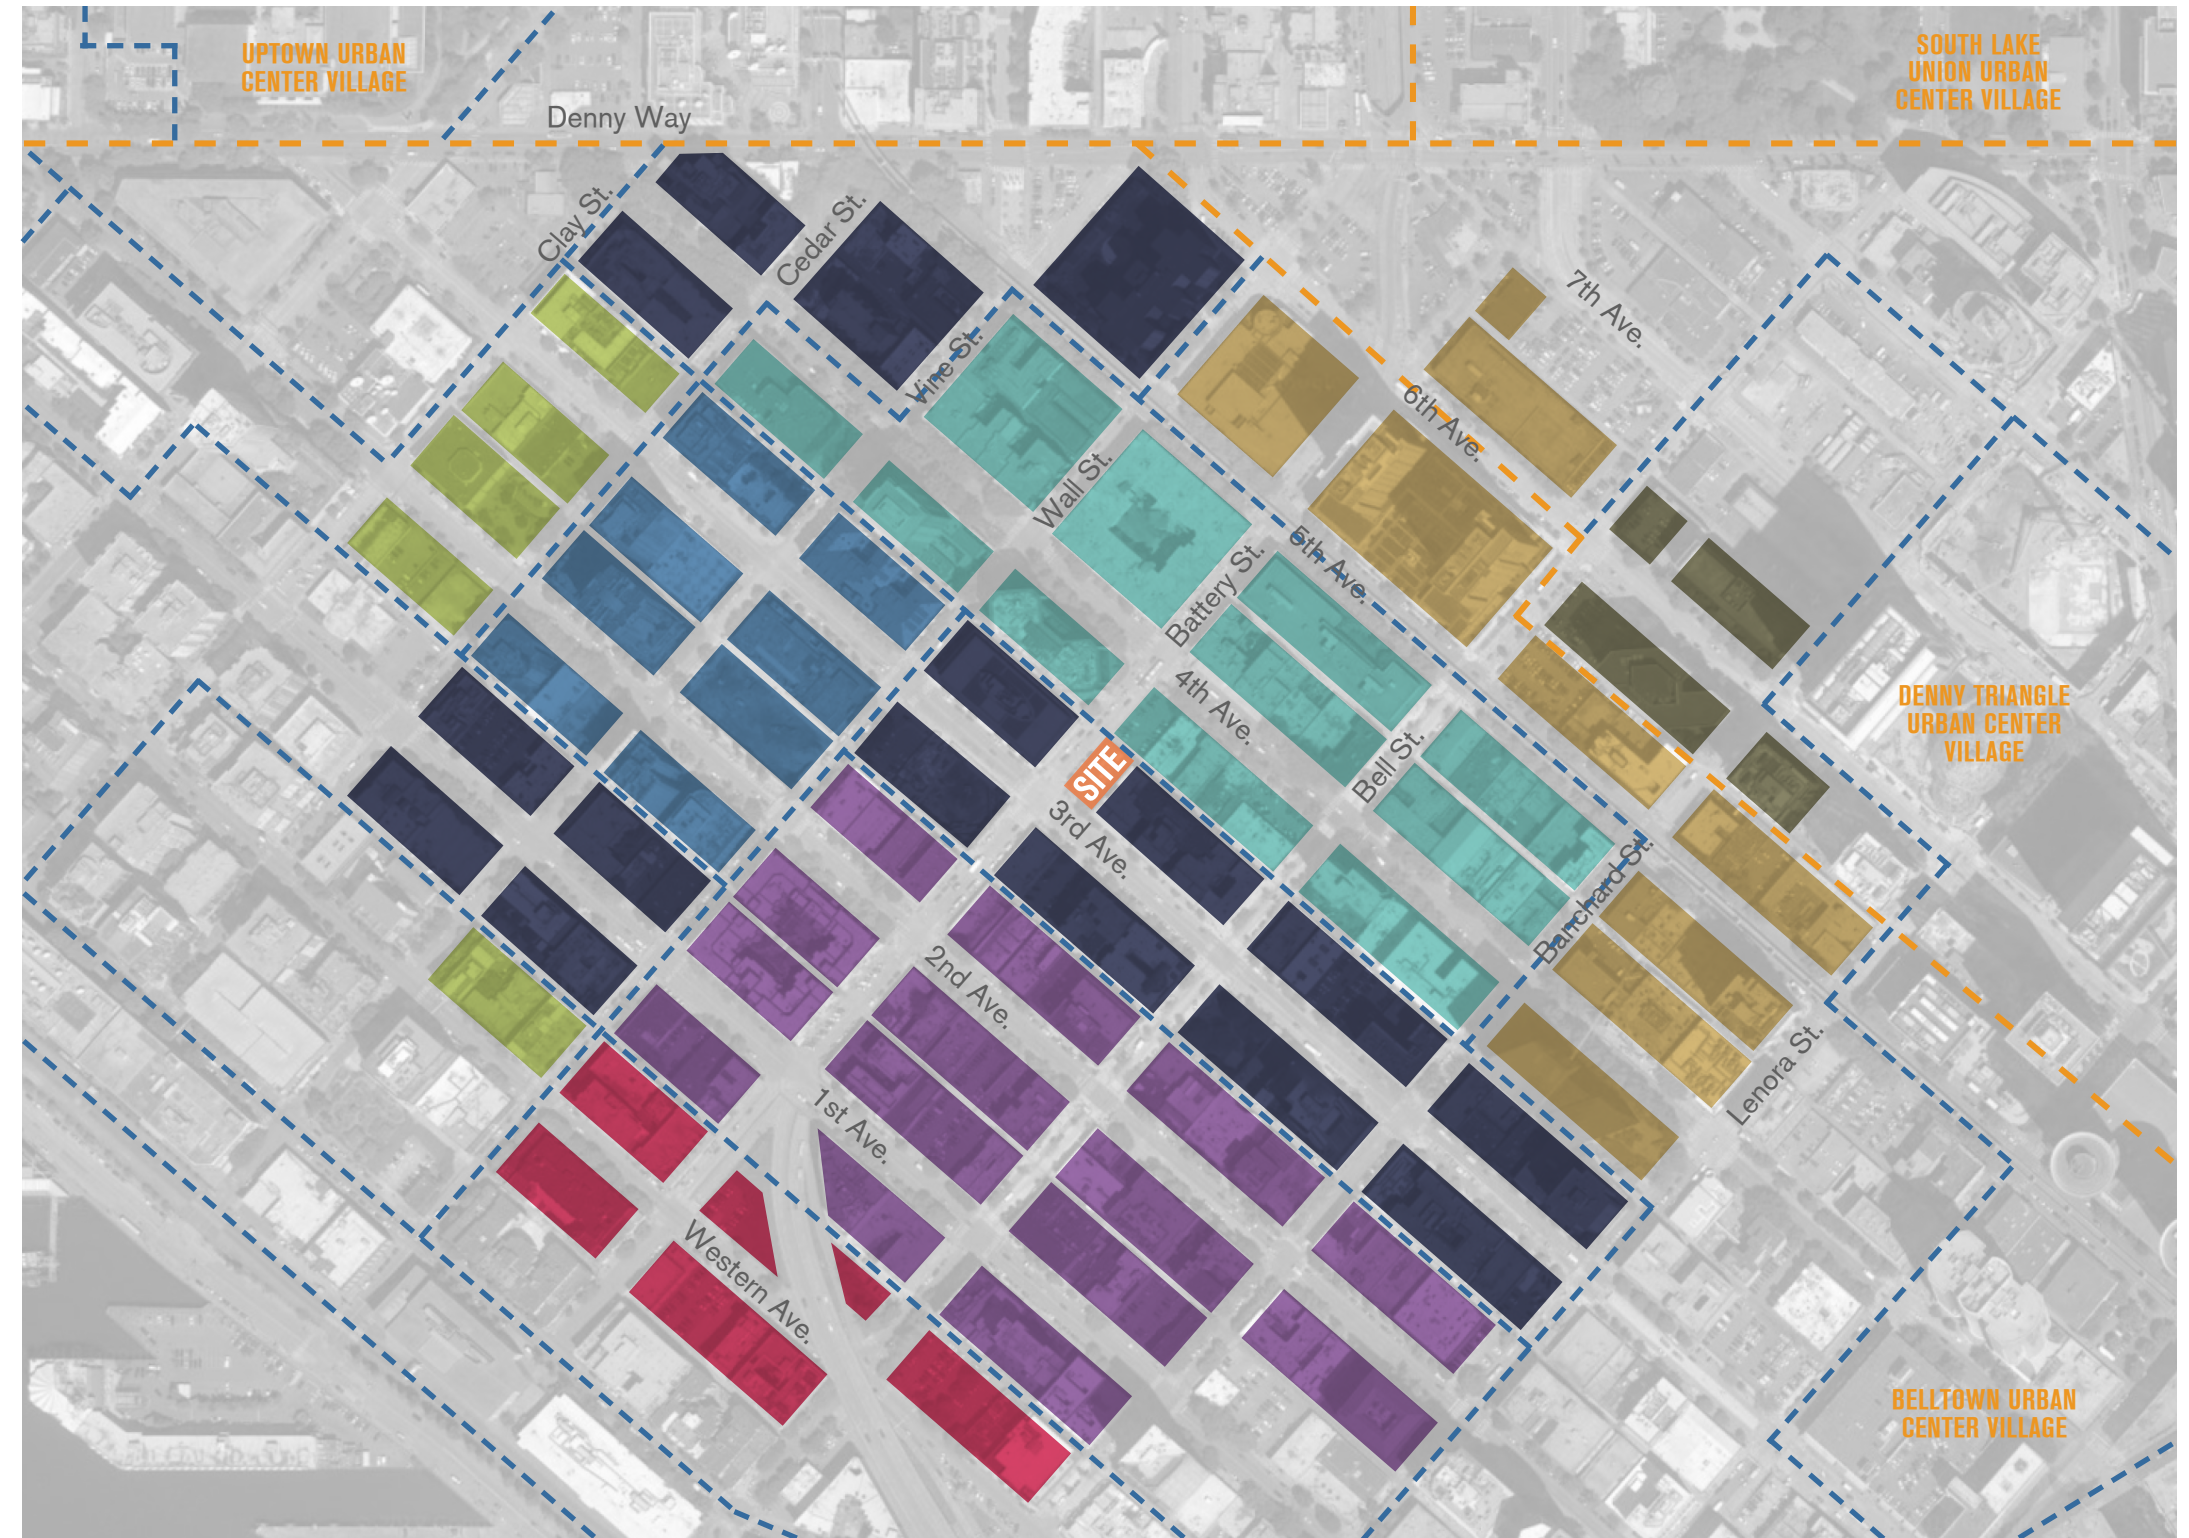 UPTOWN URBAN
CENTER VILLAGE
SOUTH LAKE
UNION URBAN
CENTER VILLAGE
Denny Way
Clay St.
Cedar St.
7th Ave.
Vine St.
6th Ave.
Wall St.
5th Ave.
Battery St.
4th Ave.
DENNY TRIANGLE
URBAN CENTER
VILLAGE
Bell St.
SITE
3rd Ave.
Banchard St.
2nd Ave.
Lenora St.
1st Ave.
Western Ave.
BELLTOWN URBAN
CENTER VILLAGE